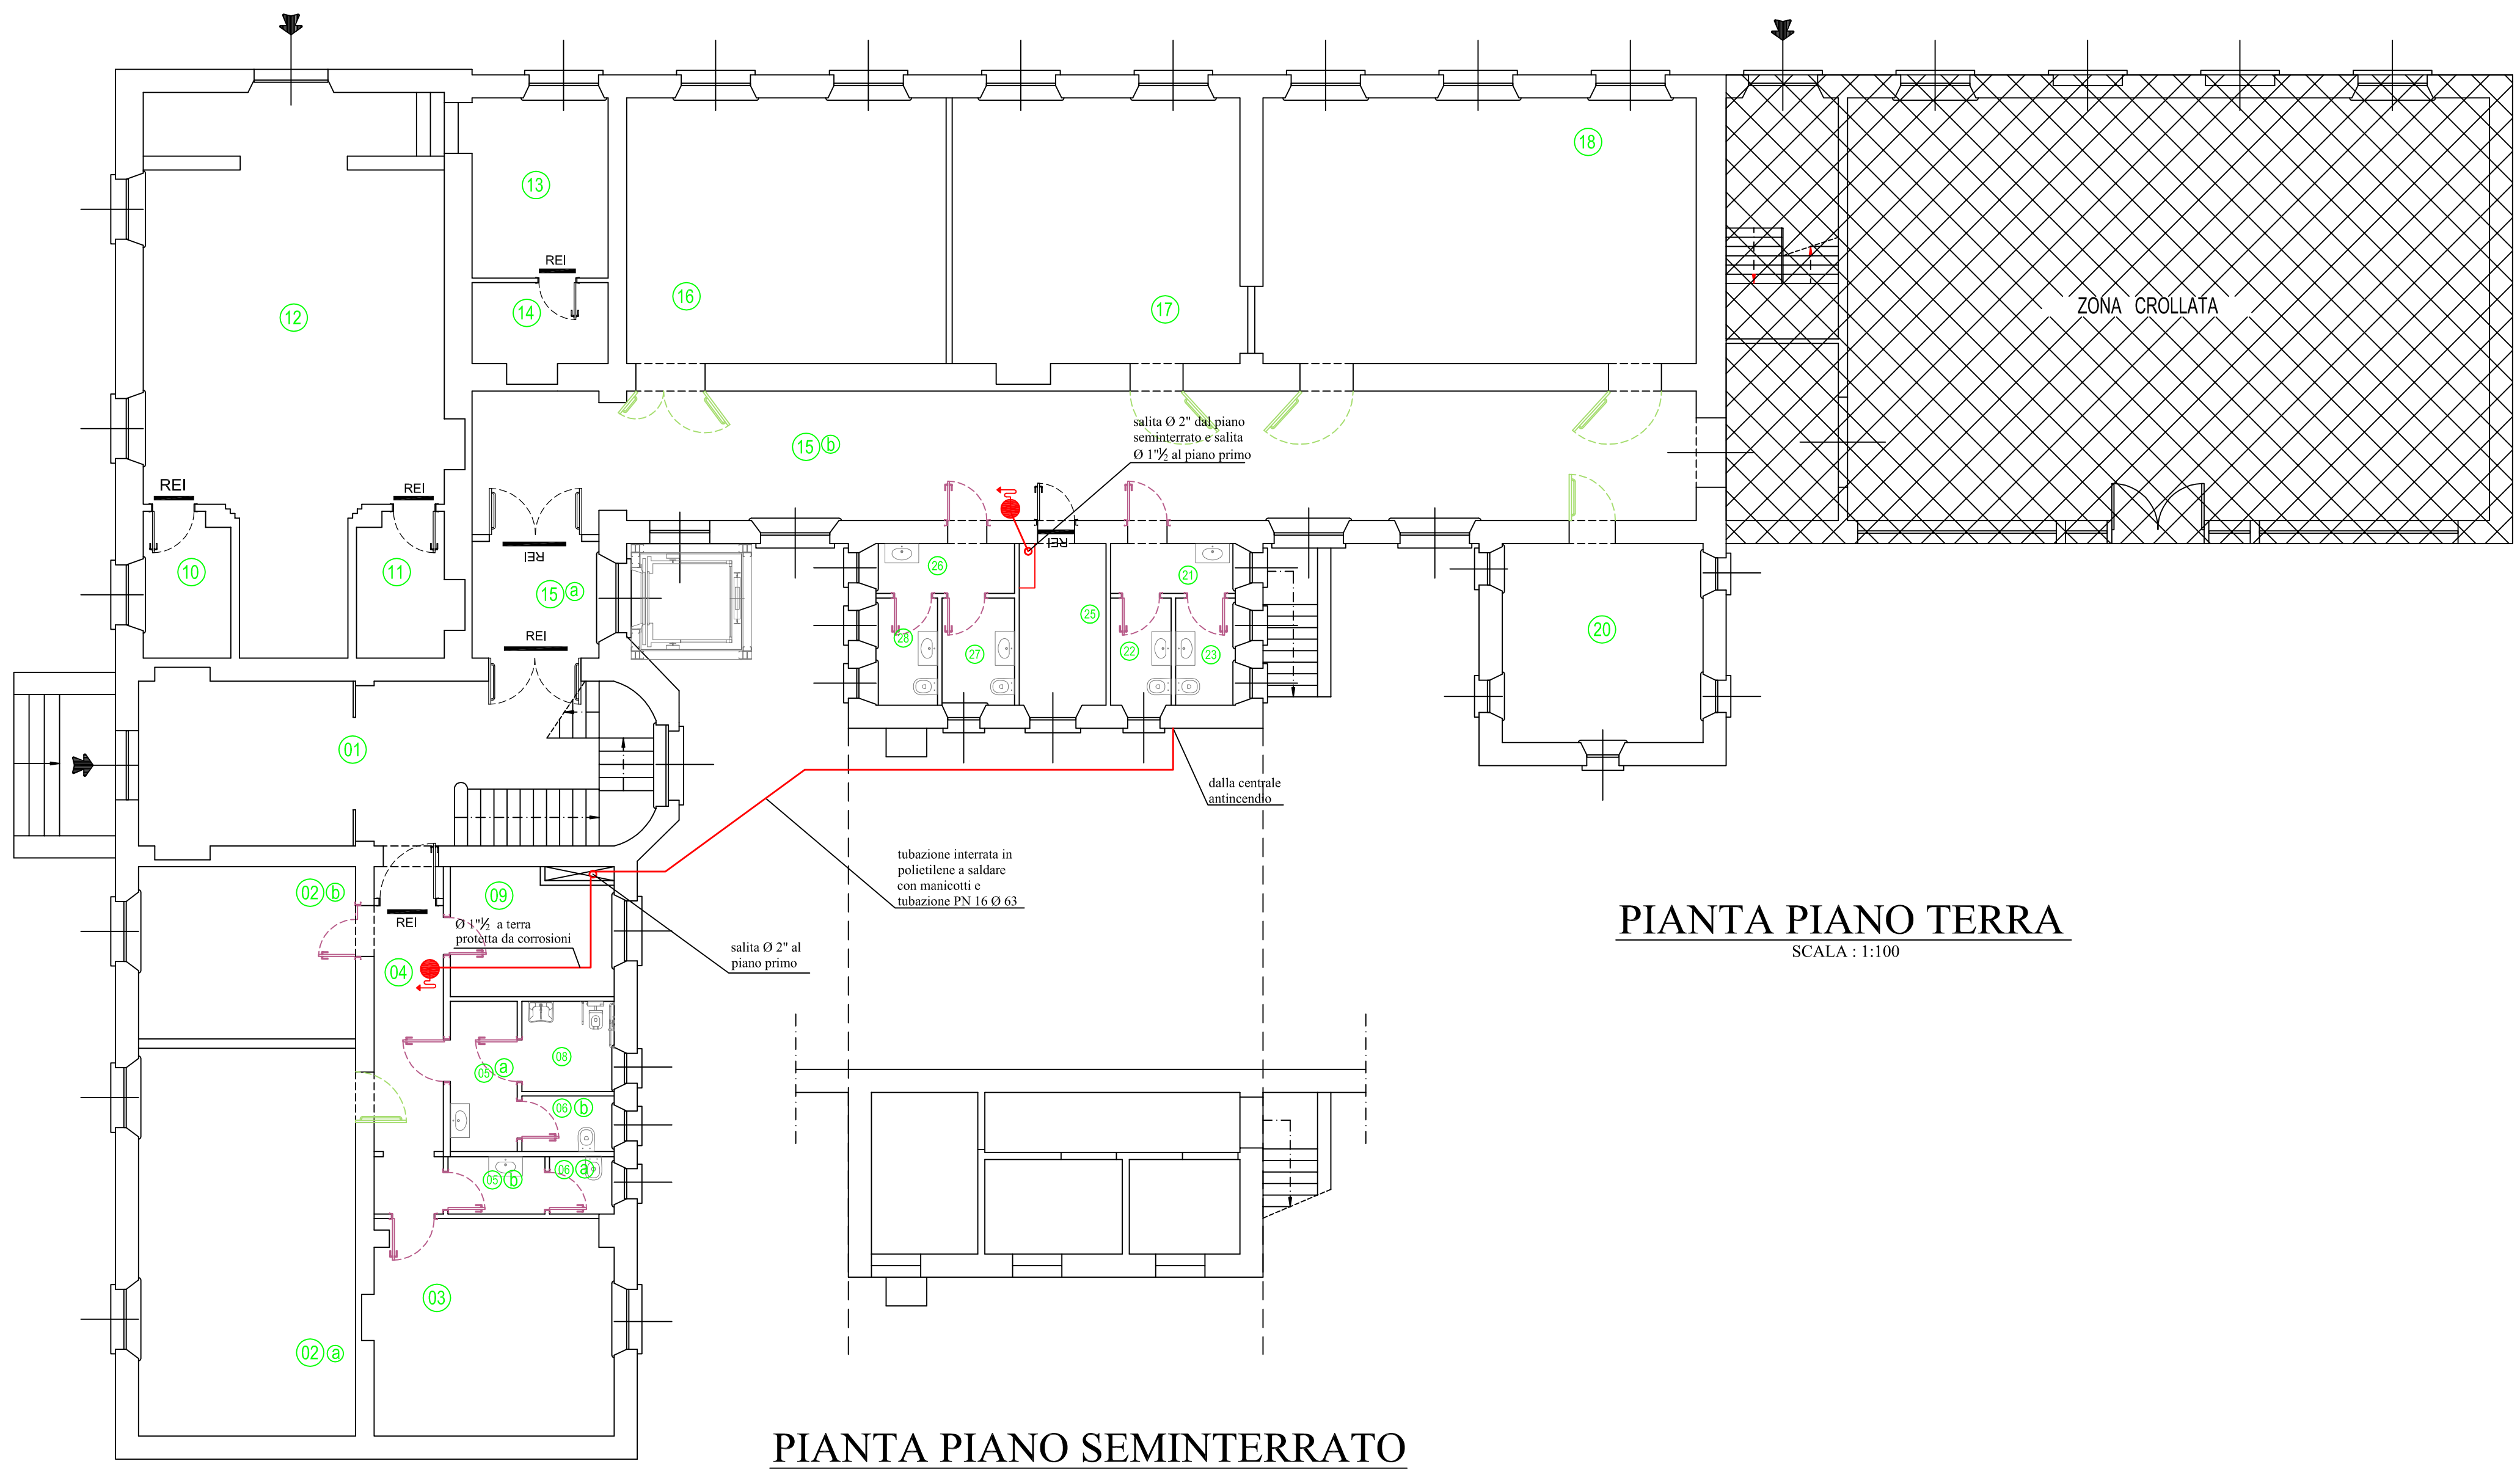 18
13
REI
16
17
14
12
ZONA CROLLATA
salita Ø 2" dal piano
seminterrato e salita
Ø 1"½ al piano primo
15 b
REI
REI
REI
REI
10
11
15 a
26
21
25
20
REI
28
27
22
23
01
dalla centrale
antincendio
tubazione interrata in
polietilene a saldare
con manicotti e
tubazione PN 16 Ø 63
02 b
09
REI
Ø 1"½ a terra
protetta da corrosioni
salita Ø 2" al
piano primo
04
PIANTA PIANO TERRA
SCALA : 1:100
08
05 a
06 b
06 a
05 b
03
02 a
PIANTA PIANO SEMINTERRATO